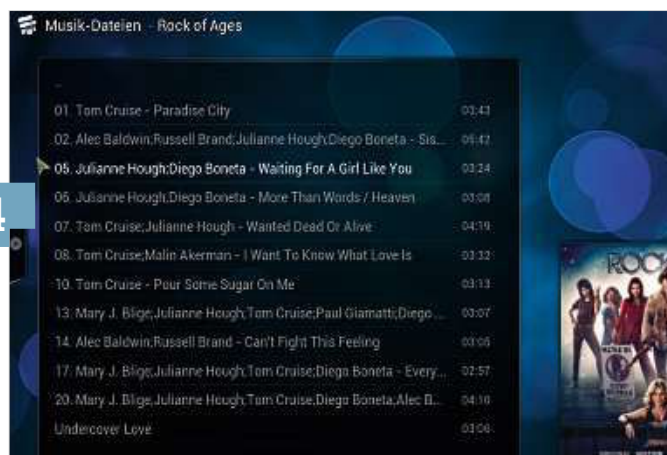 Musik-Dateien - Rock of Ages
..
01. Tom Cruise - Paradise City 03:43
02. Alec Baldwin;Russell Brand;Julianne Hough;Diego Boneta - Sis... 05:42
05. Julianne Hough;Diego Boneta - Waiting For A Girl Like You 03:24
06. Julianne Hough;Diego Boneta - More Than Words / Heaven 03:08
07. Tom Cruise;Julianne Hough - Wanted Dead Or Alive 04:19
08. Tom Cruise;Malin Akerman - I Want To Know What Love Is 03:32
10. Tom Cruise - Pour Some Sugar On Me 03:13
13. Mary J. Blige;Julianne Hough;Tom Cruise;Paul Giamatti;Diego ... 03:07
14. Alec Baldwin;Russell Brand - Can't Fight This Feeling 03:05
17. Mary J. Blige;Julianne Hough;Tom Cruise;Diego Boneta - Every... 02:57
20. Mary J. Blige;Julianne Hough;Tom Cruise;Diego Boneta;Alec B... 04:10
Undercover Love 03:06
4
ROCK